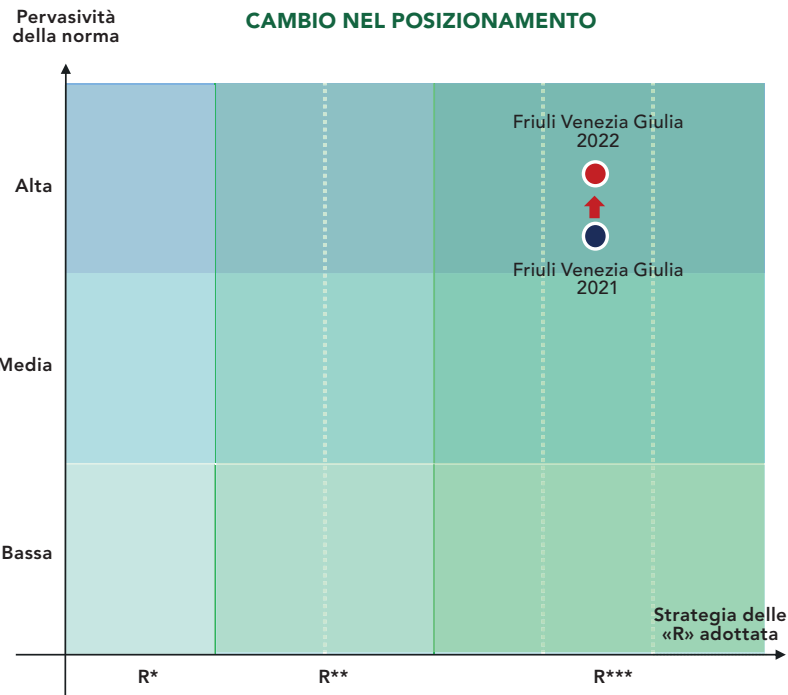 Pervasività
della norma
CAMBIO NEL POSIZIONAMENTO
Friuli Venezia Giulia
2022
Alta
Friuli Venezia Giulia
2021
Media
Bassa
Strategia delle
«R» adottata
R*
R**
R***